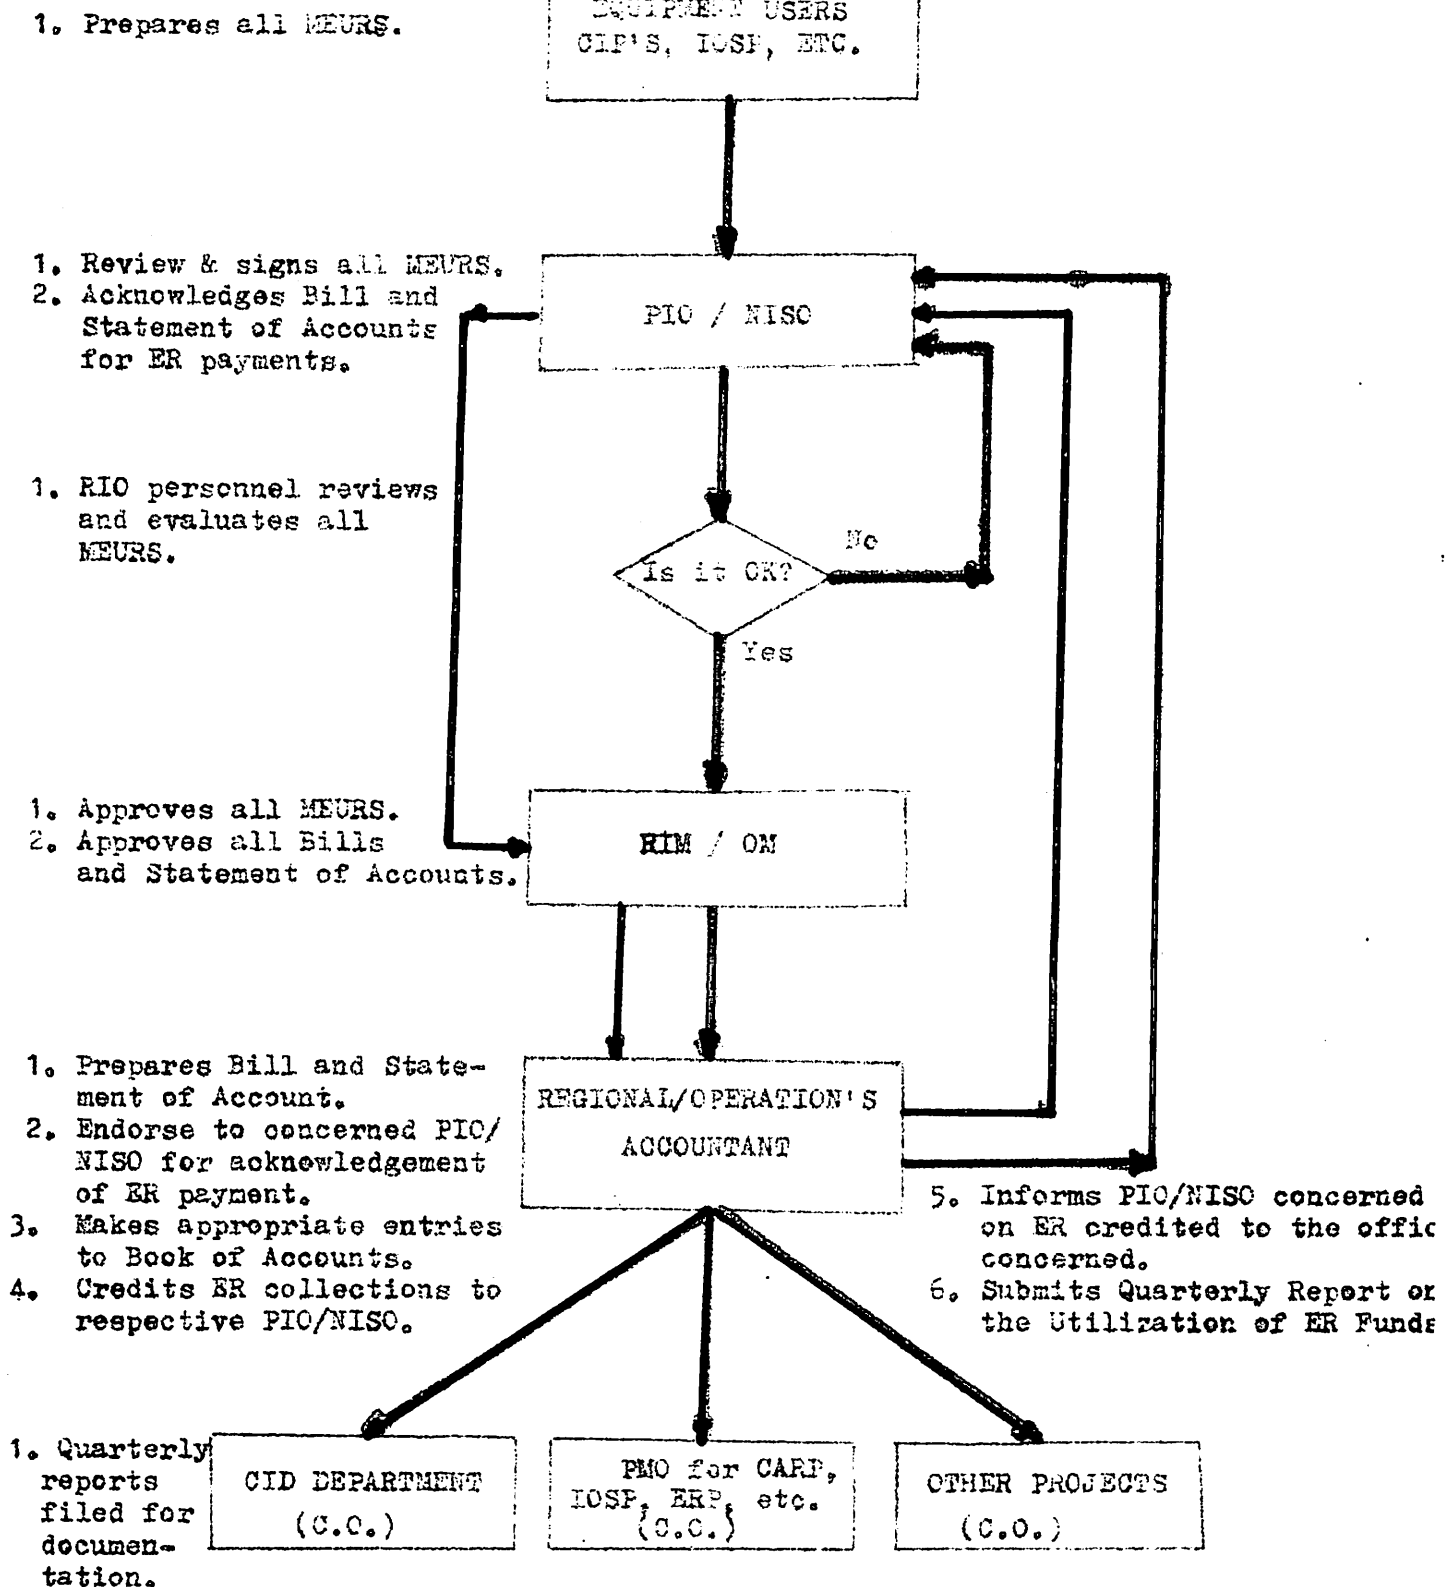 1. Prepares all MEURS.
EQUIPMENT USERS
CIP'S, IOSP, ETC.
1. Review & signs all MEURS.
2. Acknowledges Bill and
Statement of Accounts
for ER payments.
PIO / NISO
1. RIO personnel reviews
and evaluates all
MEURS.
No
Is it OK?
Yes
1. Approves all MEURS.
2. Approves all Bills
and Statement of Accounts.
RIM / OM
1. Prepares Bill and State-
ment of Account.
2. Endorse to concerned PIO/
NISO for acknowledgement
of ER payment.
3. Makes appropriate entries
to Book of Accounts.
4. Credits ER collections to
respective PIO/NISO.
REGIONAL/OPERATION'S
ACCOUNTANT
5. Informs PIO/NISO concerned
on ER credited to the offic
concerned.
6. Submits Quarterly Report on
the Utilization of ER Funds
1. Quarterly
reports
filed for
documen-
tation.
CID DEPARTMENT
(C.O.)
PMO for CARP,
IOSP, ERP, etc.
(C.O.)
OTHER PROJECTS
(C.O.)